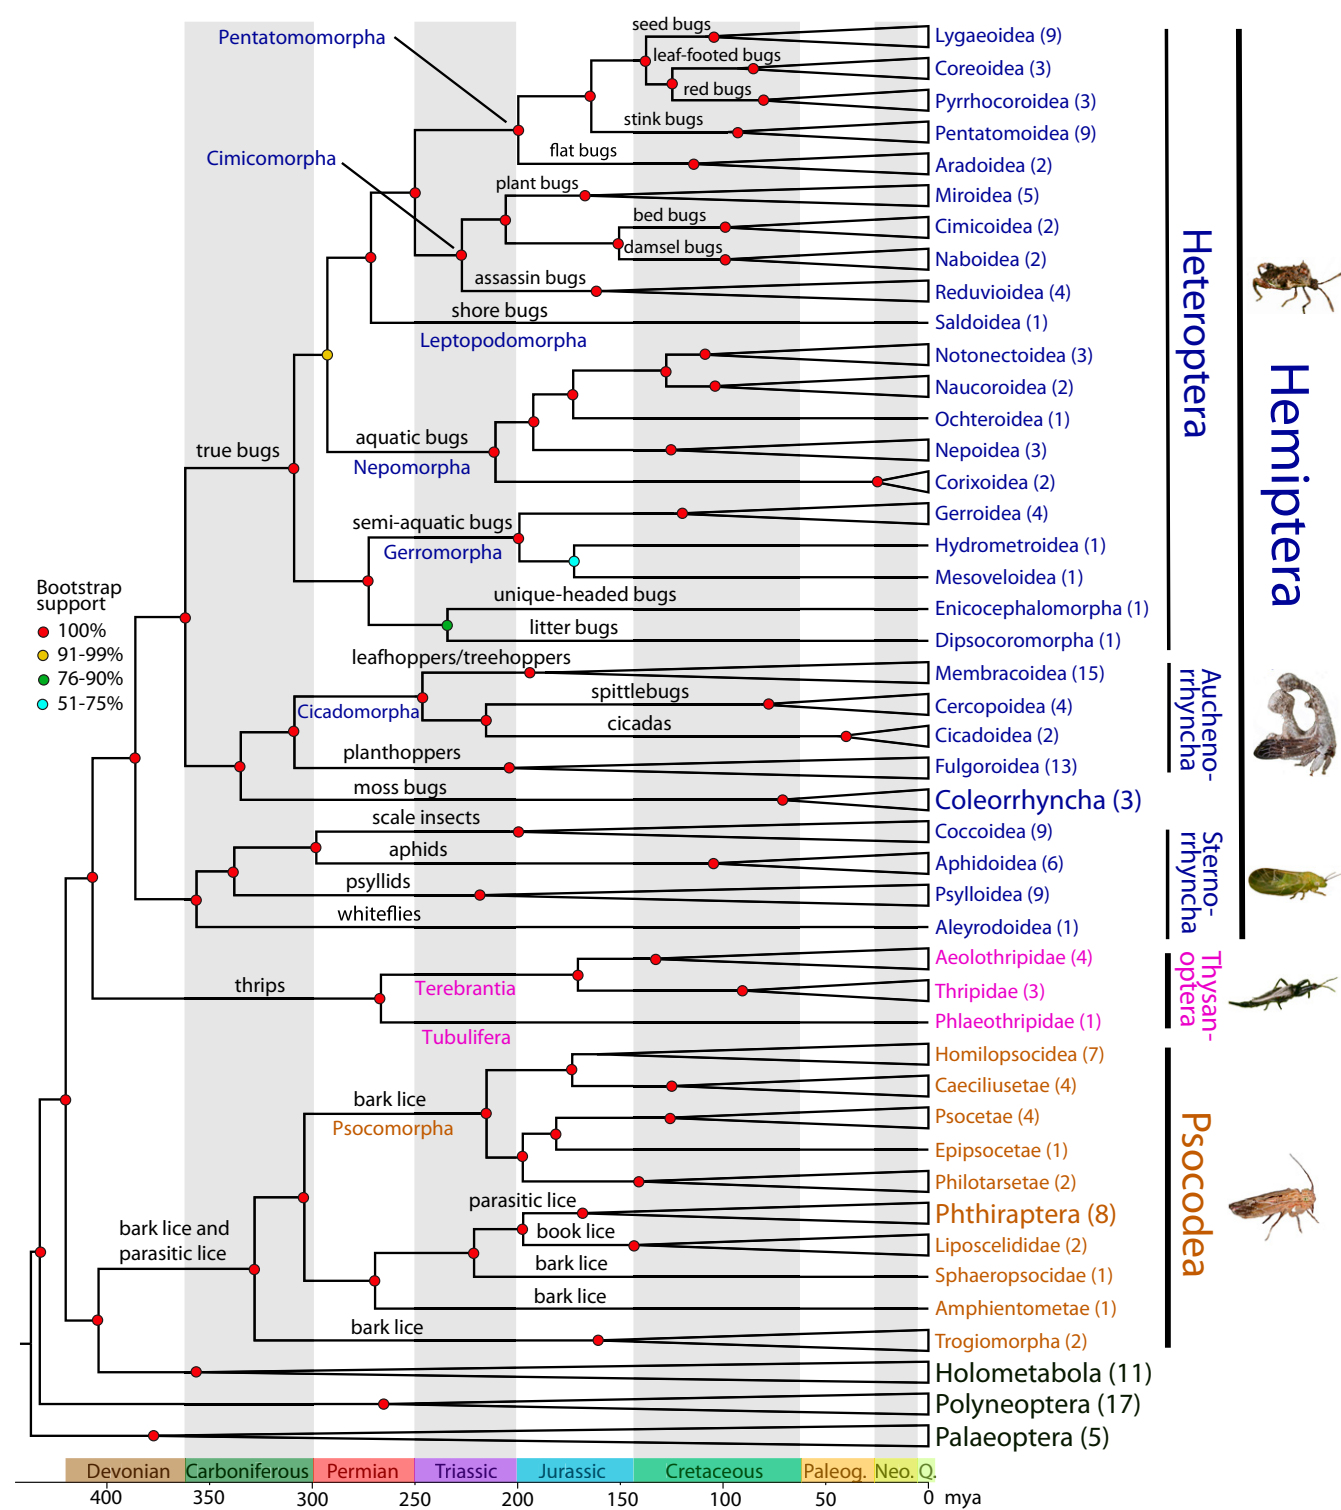 seed bugs
Lygaeoidea (9)
Pentatomomorpha
leaf-footed bugs
Coreoidea (3)
red bugs
Pyrrhocoroidea (3)
stink bugs
Pentatomoidea (9)
flat bugs
Aradoidea (2)
Cimicomorpha
plant bugs
Miroidea (5)
bed bugs
Cimicoidea (2)
damsel bugs
Naboidea (2)
assassin bugs
Reduvioidea (4)
shore bugs
Saldoidea (1)
Leptopodomorpha
Notonectoidea (3)
Naucoroidea (2)
Ochteroidea (1)
aquatic bugs
Nepomorpha
true bugs
Nepoidea (3)
Corixoidea (2)
Gerroidea (4)
semi-aquatic bugs
Gerromorpha
Hydrometroidea (1)
Mesoveloidea (1)
unique-headed bugs
Enicocephalomorpha (1)
litter bugs
Dipsocoromorpha (1)
Heteroptera
Hemiptera
Bootstrap
support
100%
91-99%
76-90%
51-75%
leafhoppers/treehoppers
Membracoidea (15)
spittlebugs
Cercopoidea (4)
Cicadomorpha
cicadas
Cicadoidea (2)
planthoppers
Fulgoroidea (13)
Aucheno-
rrhyncha
moss bugs
Coleorrhyncha (3)
scale insects
Coccoidea (9)
aphids
Aphidoidea (6)
psyllids
Psylloidea (9)
whiteflies
Aleyrodoidea (1)
Sterno-
rrhyncha
Aeolothripidae (4)
thrips
Terebrantia
Thripidae (3)
Phlaeothripidae (1)
Tubulifera
Thysan-
optera
Homilopsocidea (7)
Caeciliusetae (4)
bark lice
Psocomorpha
Psocetae (4)
Epipsocetae (1)
Philotarsetae (2)
parasitic lice
Phthiraptera (8)
book lice
Liposcelididae (2)
bark lice and
parasitic lice
bark lice
Sphaeropsocidae (1)
bark lice
Amphientometae (1)
bark lice
Trogiomorpha (2)
Psocodea
Holometabola (11)
Polyneoptera (17)
Palaeoptera (5)
Devonian
Carboniferous
Permian
Triassic
Jurassic
Cretaceous
Paleog.
Neo.
Q.
400 350 300 250 200 150 100 50 0 mya